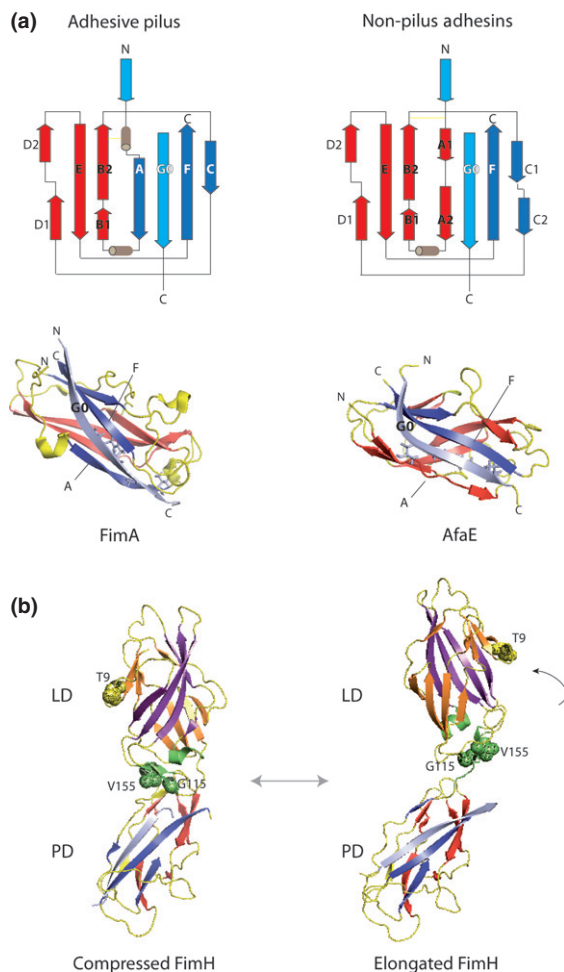 (a)
Adhesive pilus
Non-pilus adhesins
N
N
C
C
D2
E
B2
A
G0
F
C
D1
B1
D2
E
B2
A1
G0
F
C1
D1
B1
A2
C2
C
C
N
C
N
F
G0
A
C
FimA
N
C
N
F
G0
A
C
AfaE
(b)
T9
LD
V155
G115
PD
Compressed FimH
T9
LD
G115
V155
PD
Elongated FimH